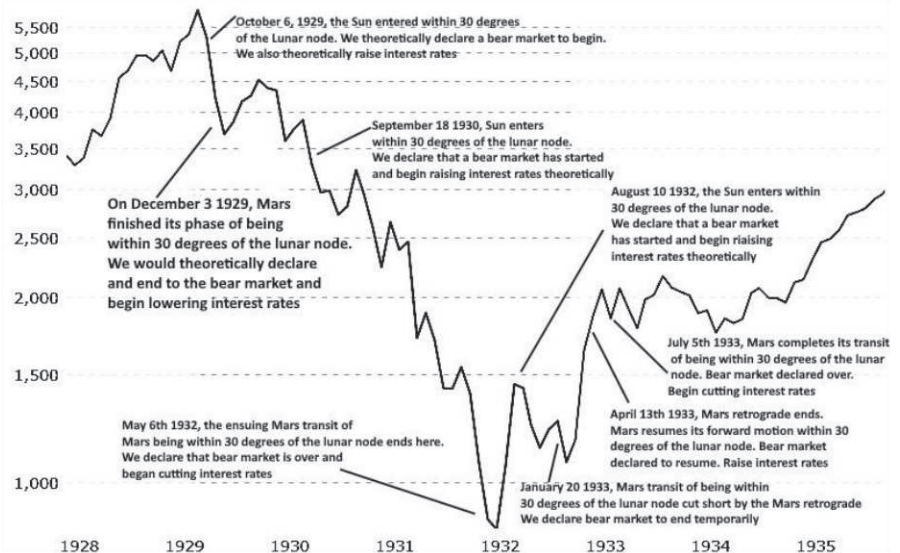 5,500
5,000
4,500
4,000
3,500
3,000
2,500
2,000
1,500
1,000
October 6, 1929, the Sun entered within 30 degrees
of the Lunar node. We theoretically declare a bear market to begin.
We also theoretically raise interest rates
September 18 1930, Sun enters
within 30 degrees of the lunar node.
We declare that a bear market has started
and begin raising interest rates theoretically
On December 3 1929, Mars
finished its phase of being
within 30 degrees of the lunar node.
We would theoretically declare
and end to the bear market and
begin lowering interest rates
August 10 1932, the Sun enters within
30 degrees of the lunar node.
We declare that a bear market
has started and begin riaising
interest rates theoretically
July 5th 1933, Mars completes its transit
of being within 30 degrees of the lunar
node. Bear market declared over.
Begin cutting interest rates
April 13th 1933, Mars retrograde ends.
Mars resumes its forward motion within 30
degrees of the lunar node. Bear market
declared to resume. Raise interest rates
May 6th 1932, the ensuing Mars transit of
Mars being within 30 degrees of the lunar node ends here.
We declare that bear market is over and
began cutting interest rates
January 20 1933, Mars transit of being within
30 degrees of the lunar node cut short by the Mars retrograde
We declare bear market to end temporarily
1928 1929 1930 1931 1932 1933 1934 1935